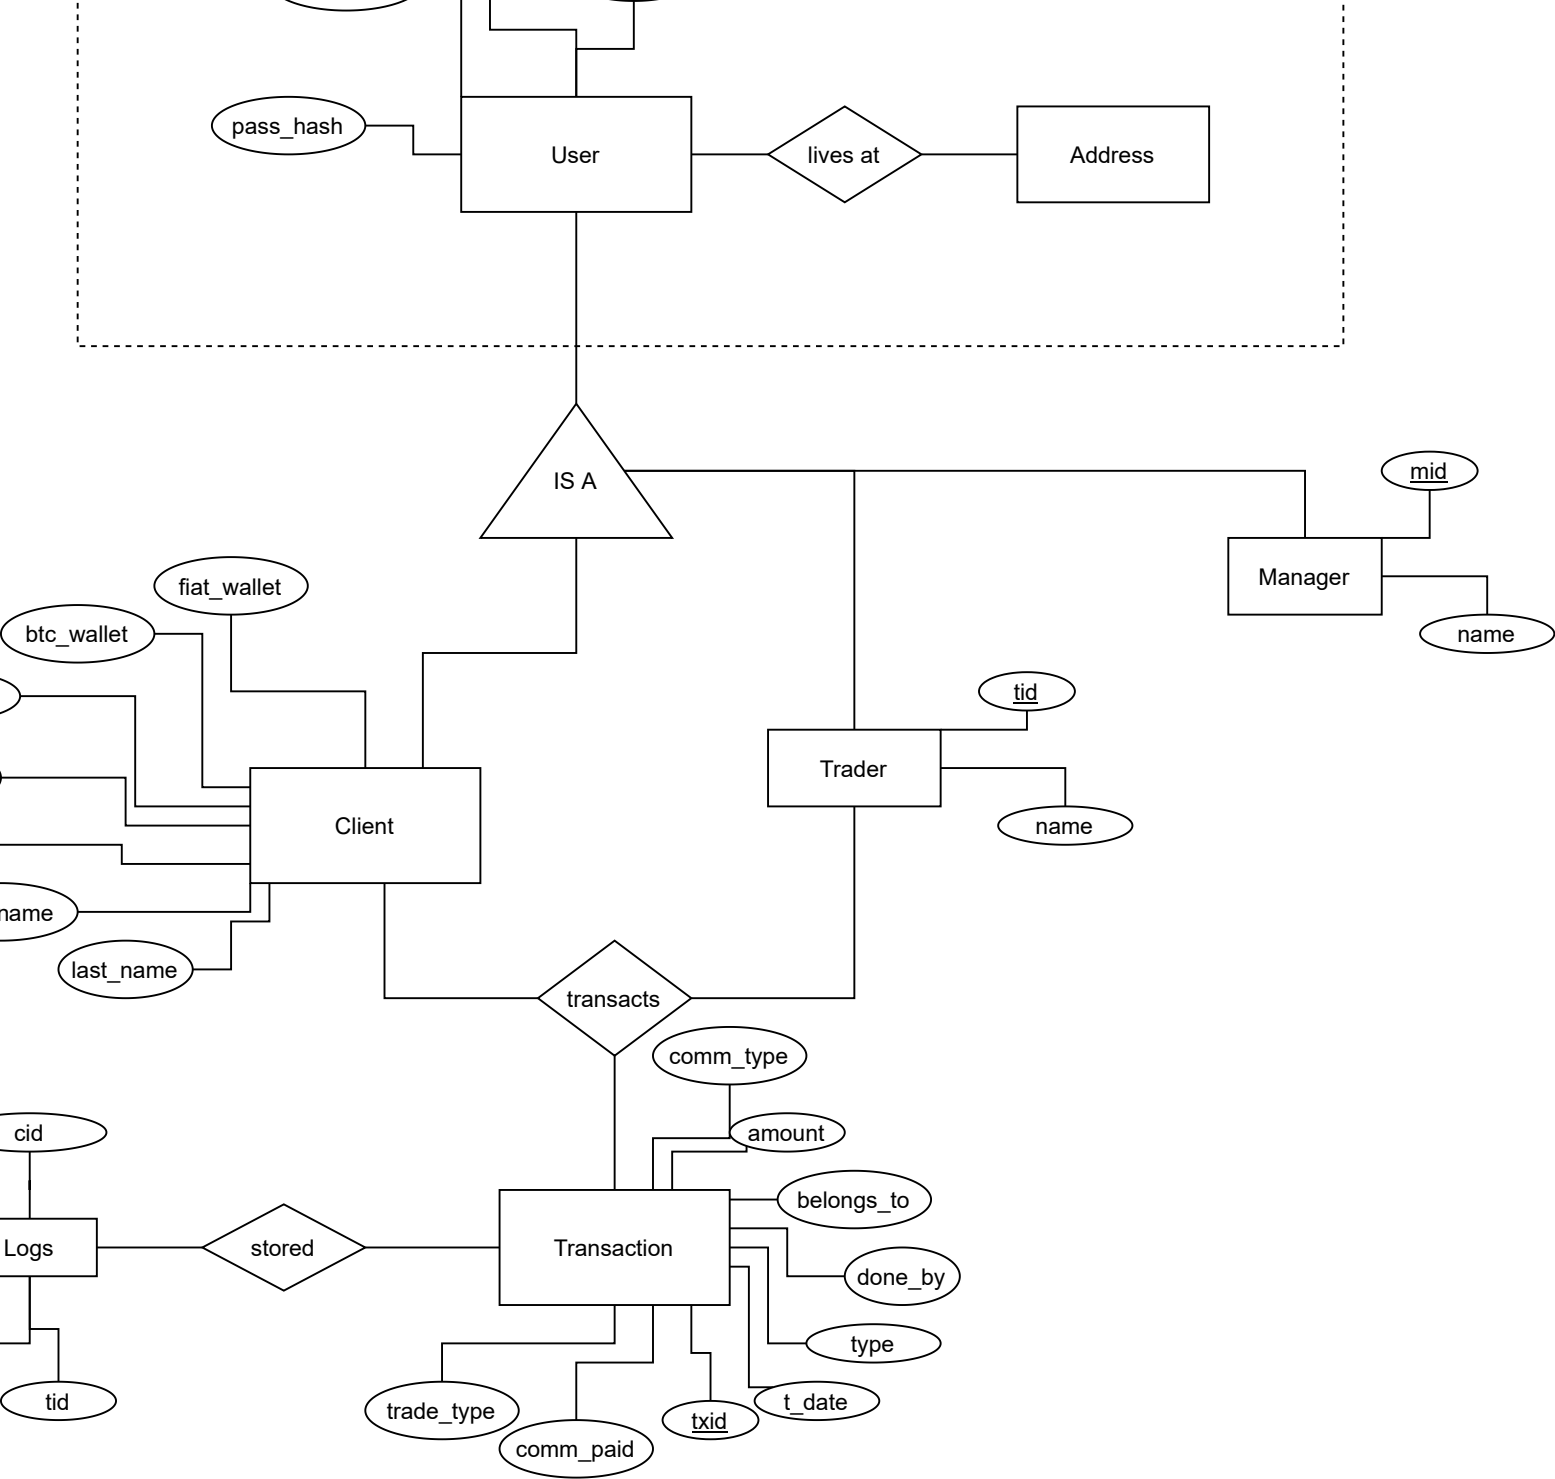 pass_hash
User
lives at
Address
IS A
mid
Manager
name
fiat_wallet
btc_wallet
tid
Trader
name
Client
name
last_name
transacts
comm_type
cid
amount
belongs_to
Logs
stored
Transaction
done_by
type
tid
trade_type
t_date
txid
comm_paid